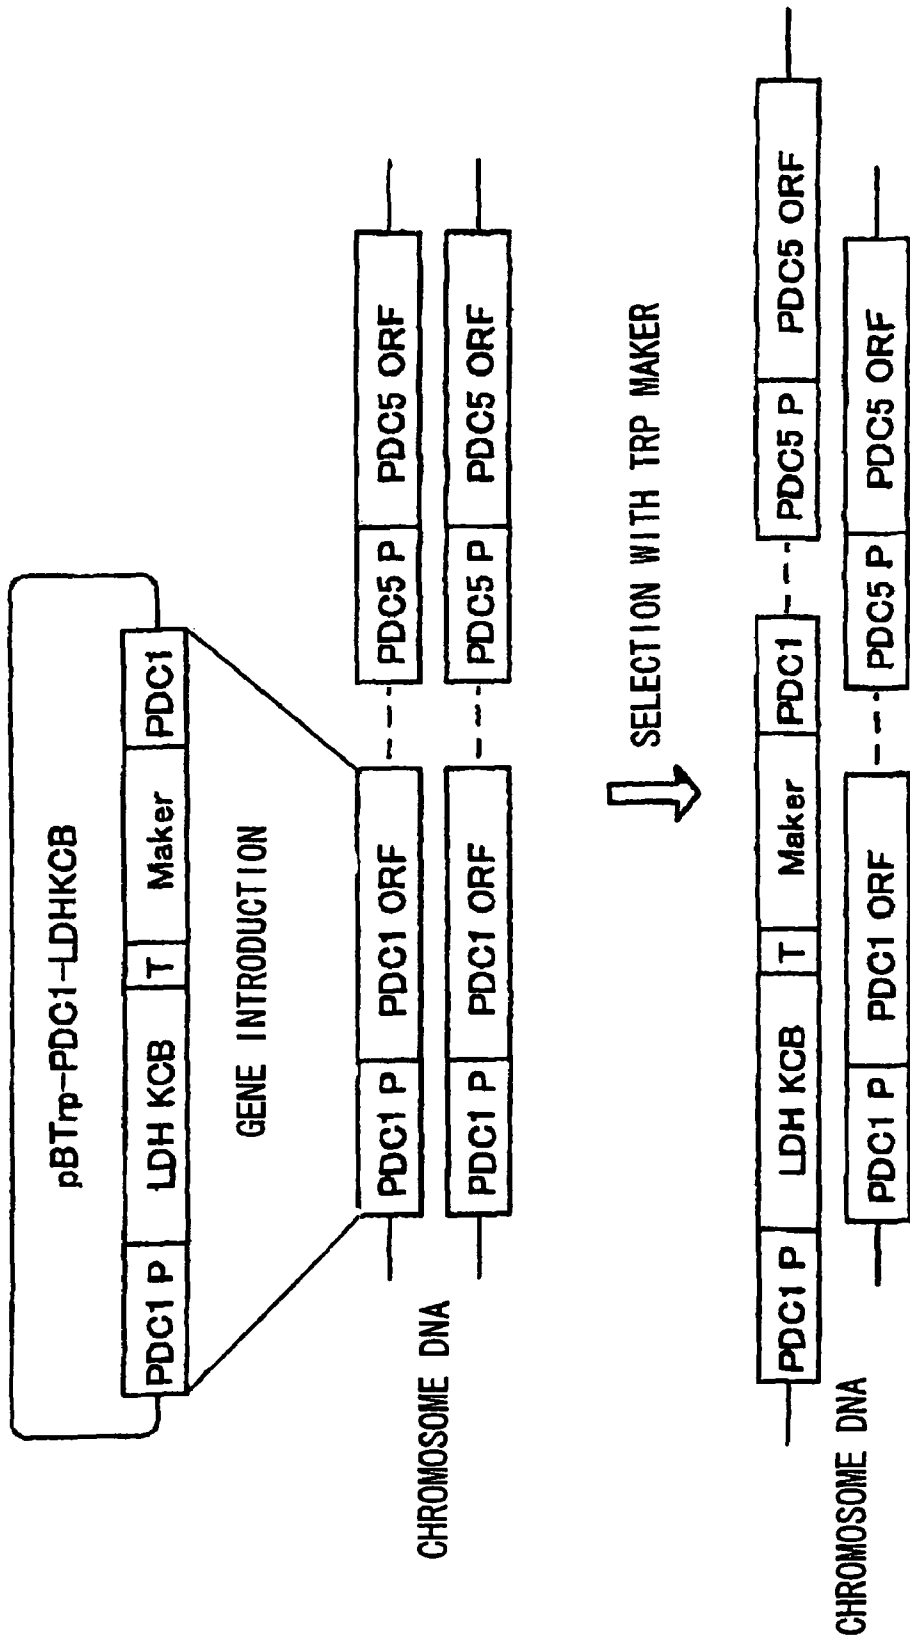 pBTrp-PDC1-LDHKCB
PDC1 P LDH KCB T Maker PDC1
GENE INTRODUCTION
PDC1 P PDC1 ORF PDC5 P PDC5 ORF
PDC1 P PDC1 ORF PDC5 P PDC5 ORF
CHROMOSOME DNA
SELECTION WITH TRP MAKER
PDC1 P LDH KCB T Maker PDC1 PDC5 P PDC5 ORF
PDC1 P PDC1 ORF PDC5 P PDC5 ORF
CHROMOSOME DNA